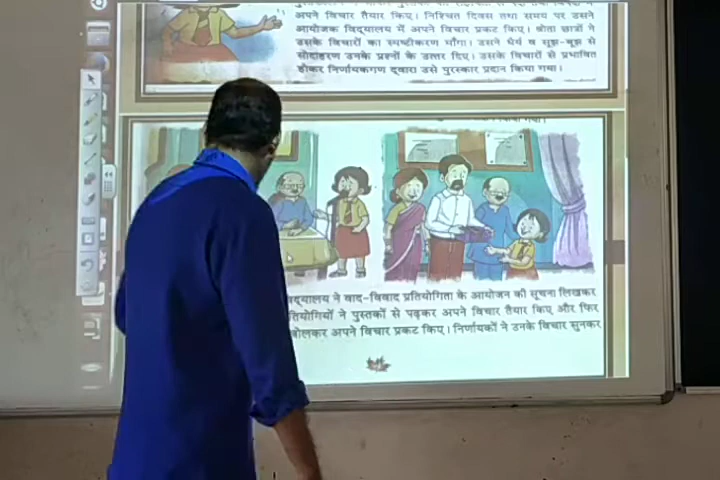 अपने विचार तैयार किए। निश्चित दिवस तथा समय पर उसने
आयोजक विद्यालय में अपने विचार प्रकट किए। श्रोता छात्रों ने
उसके विचारों का स्पष्टीकरण माँगा। उसने धैर्य व सूझ-बूझ से
सोदाहरण उनके प्रश्नों के उत्तर दिए। उसके विचारों से प्रभावित
होकर निर्णायकगण द्वारा उसे पुरस्कार प्रदान किया गया।
विद्यालय ने वाद-विवाद प्रतियोगिता के आयोजन की सूचना लिखकर
ने पुस्तकों से पढ़कर अपने विचार तैयार किए और फिर
बोलकर अपने विचार प्रकट किए। निर्णायकों ने उनके विचार सुनकर